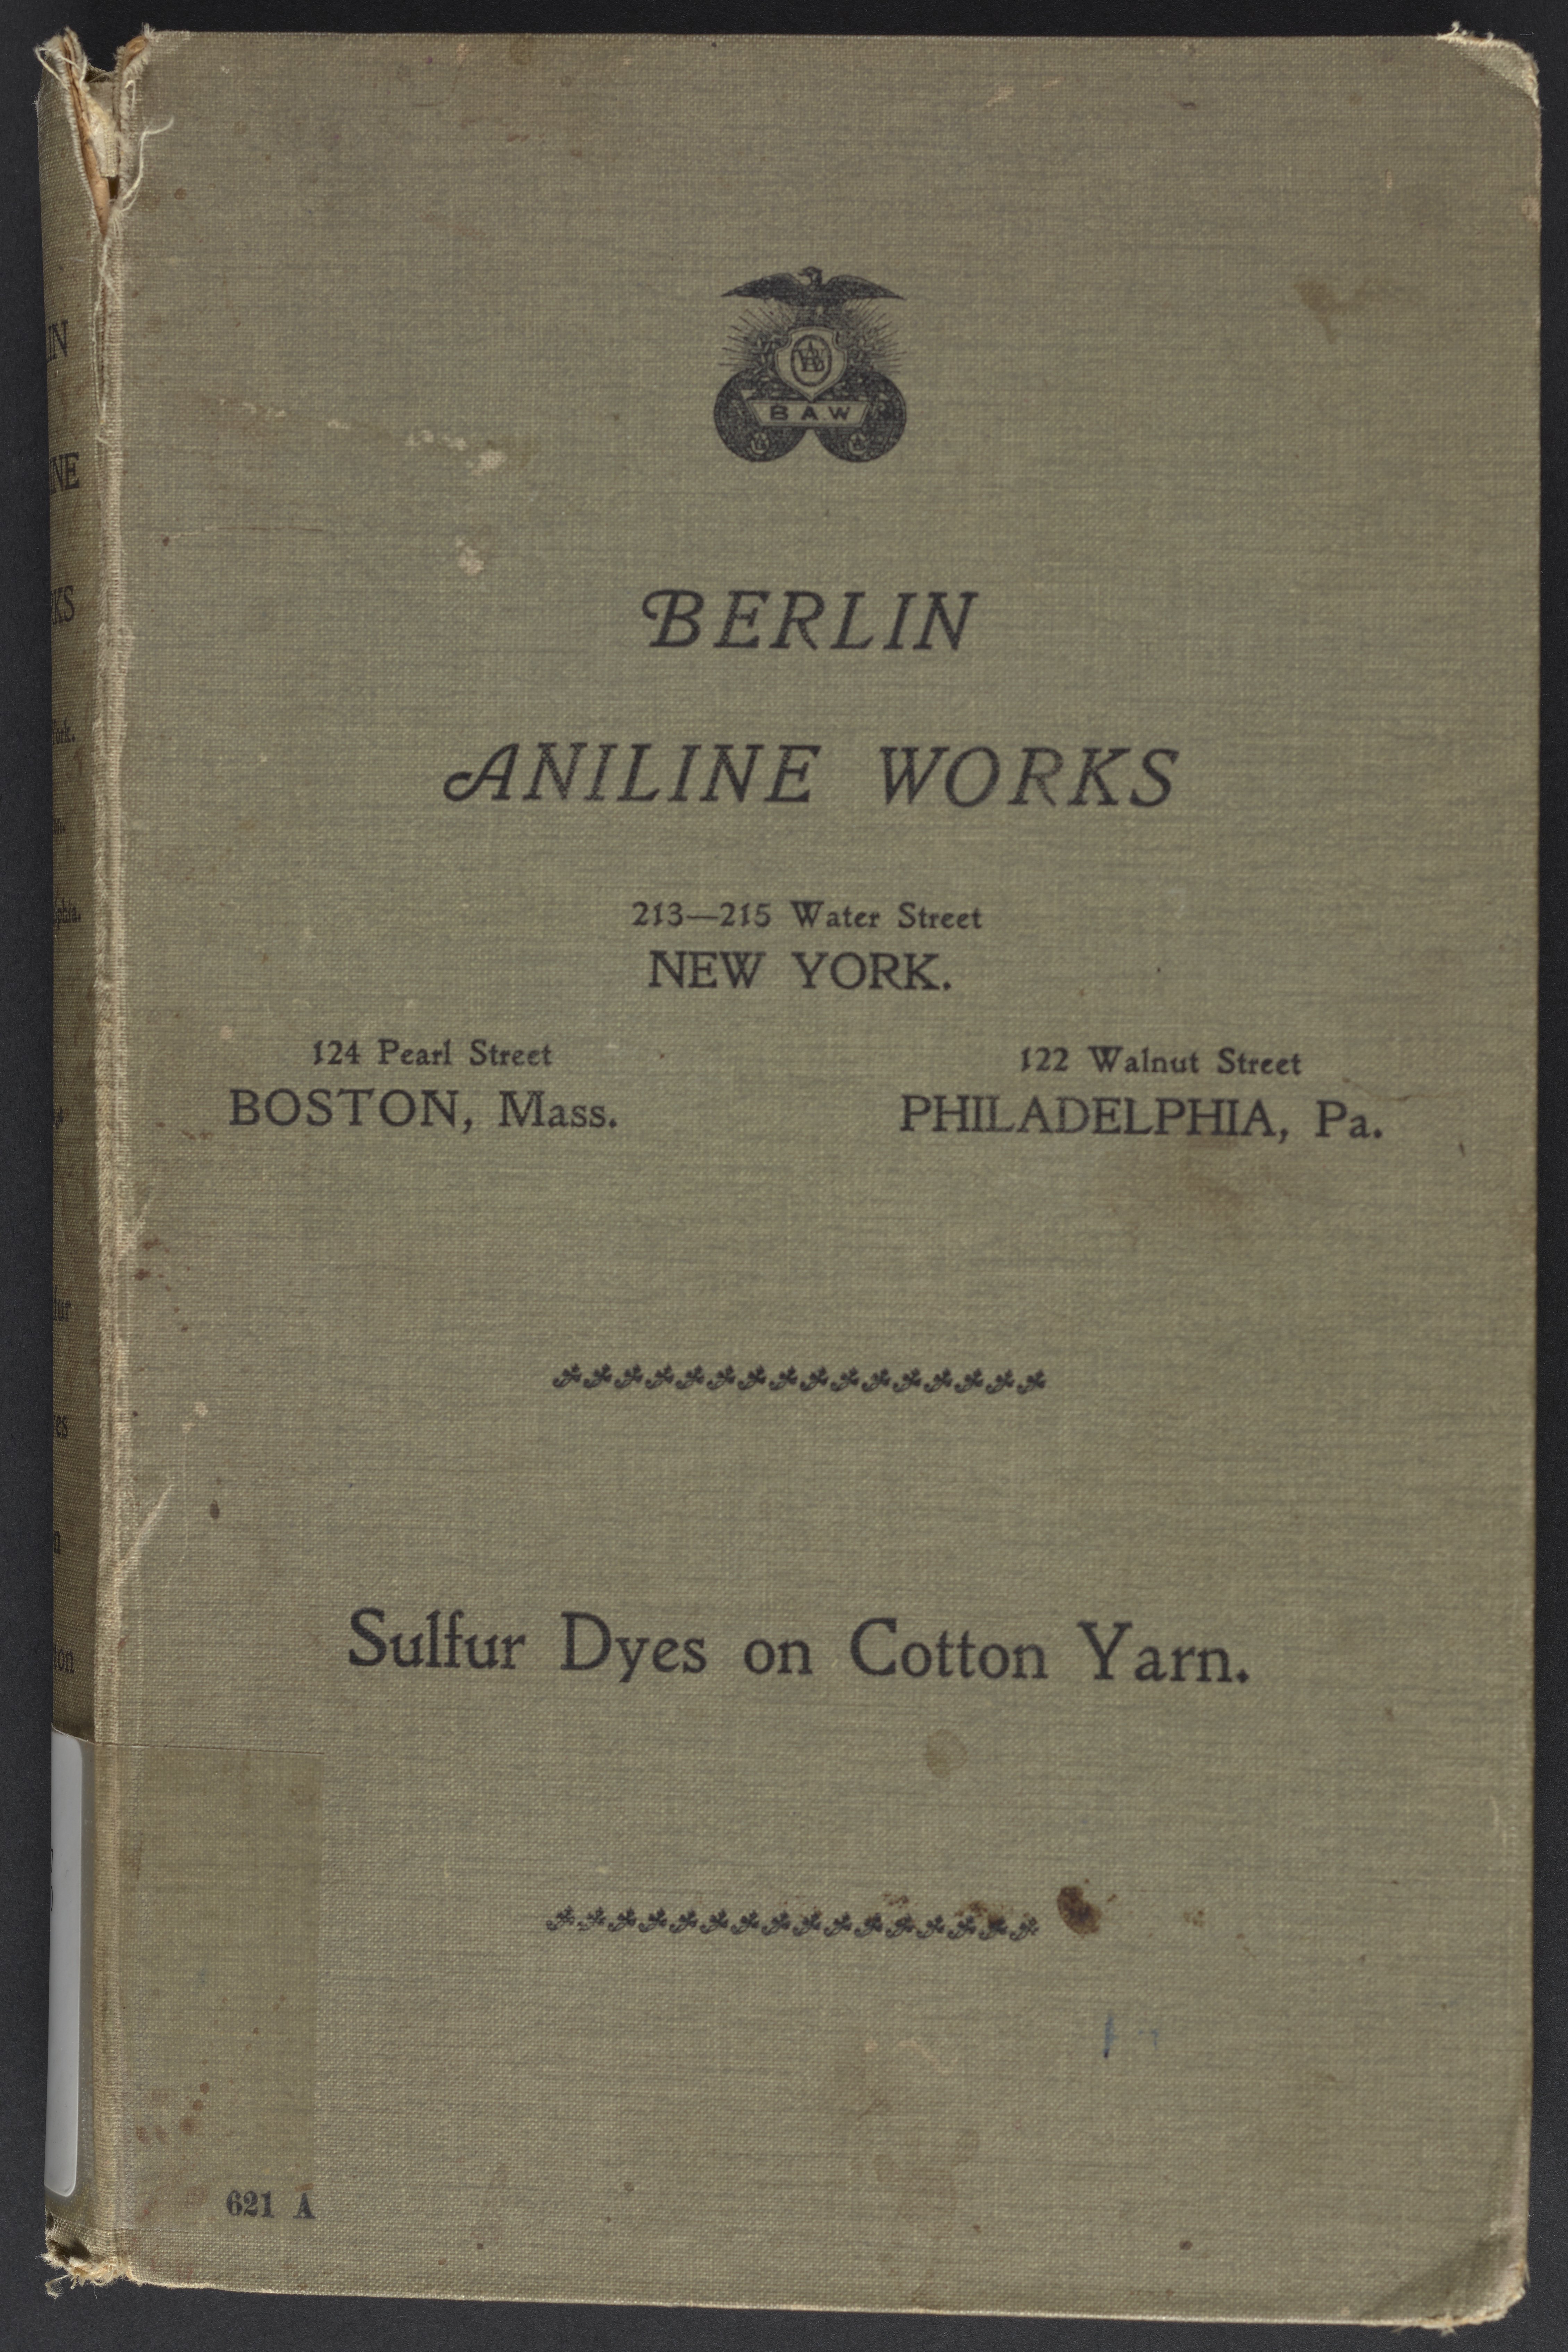 B A W
BERLIN
ANILINE WORKS
213—215 Water Street
NEW YORK.
124 Pearl Street
BOSTON, Mass.
122 Walnut Street
PHILADELPHIA, Pa.
Sulfur Dyes on Cotton Yarn.
621 A